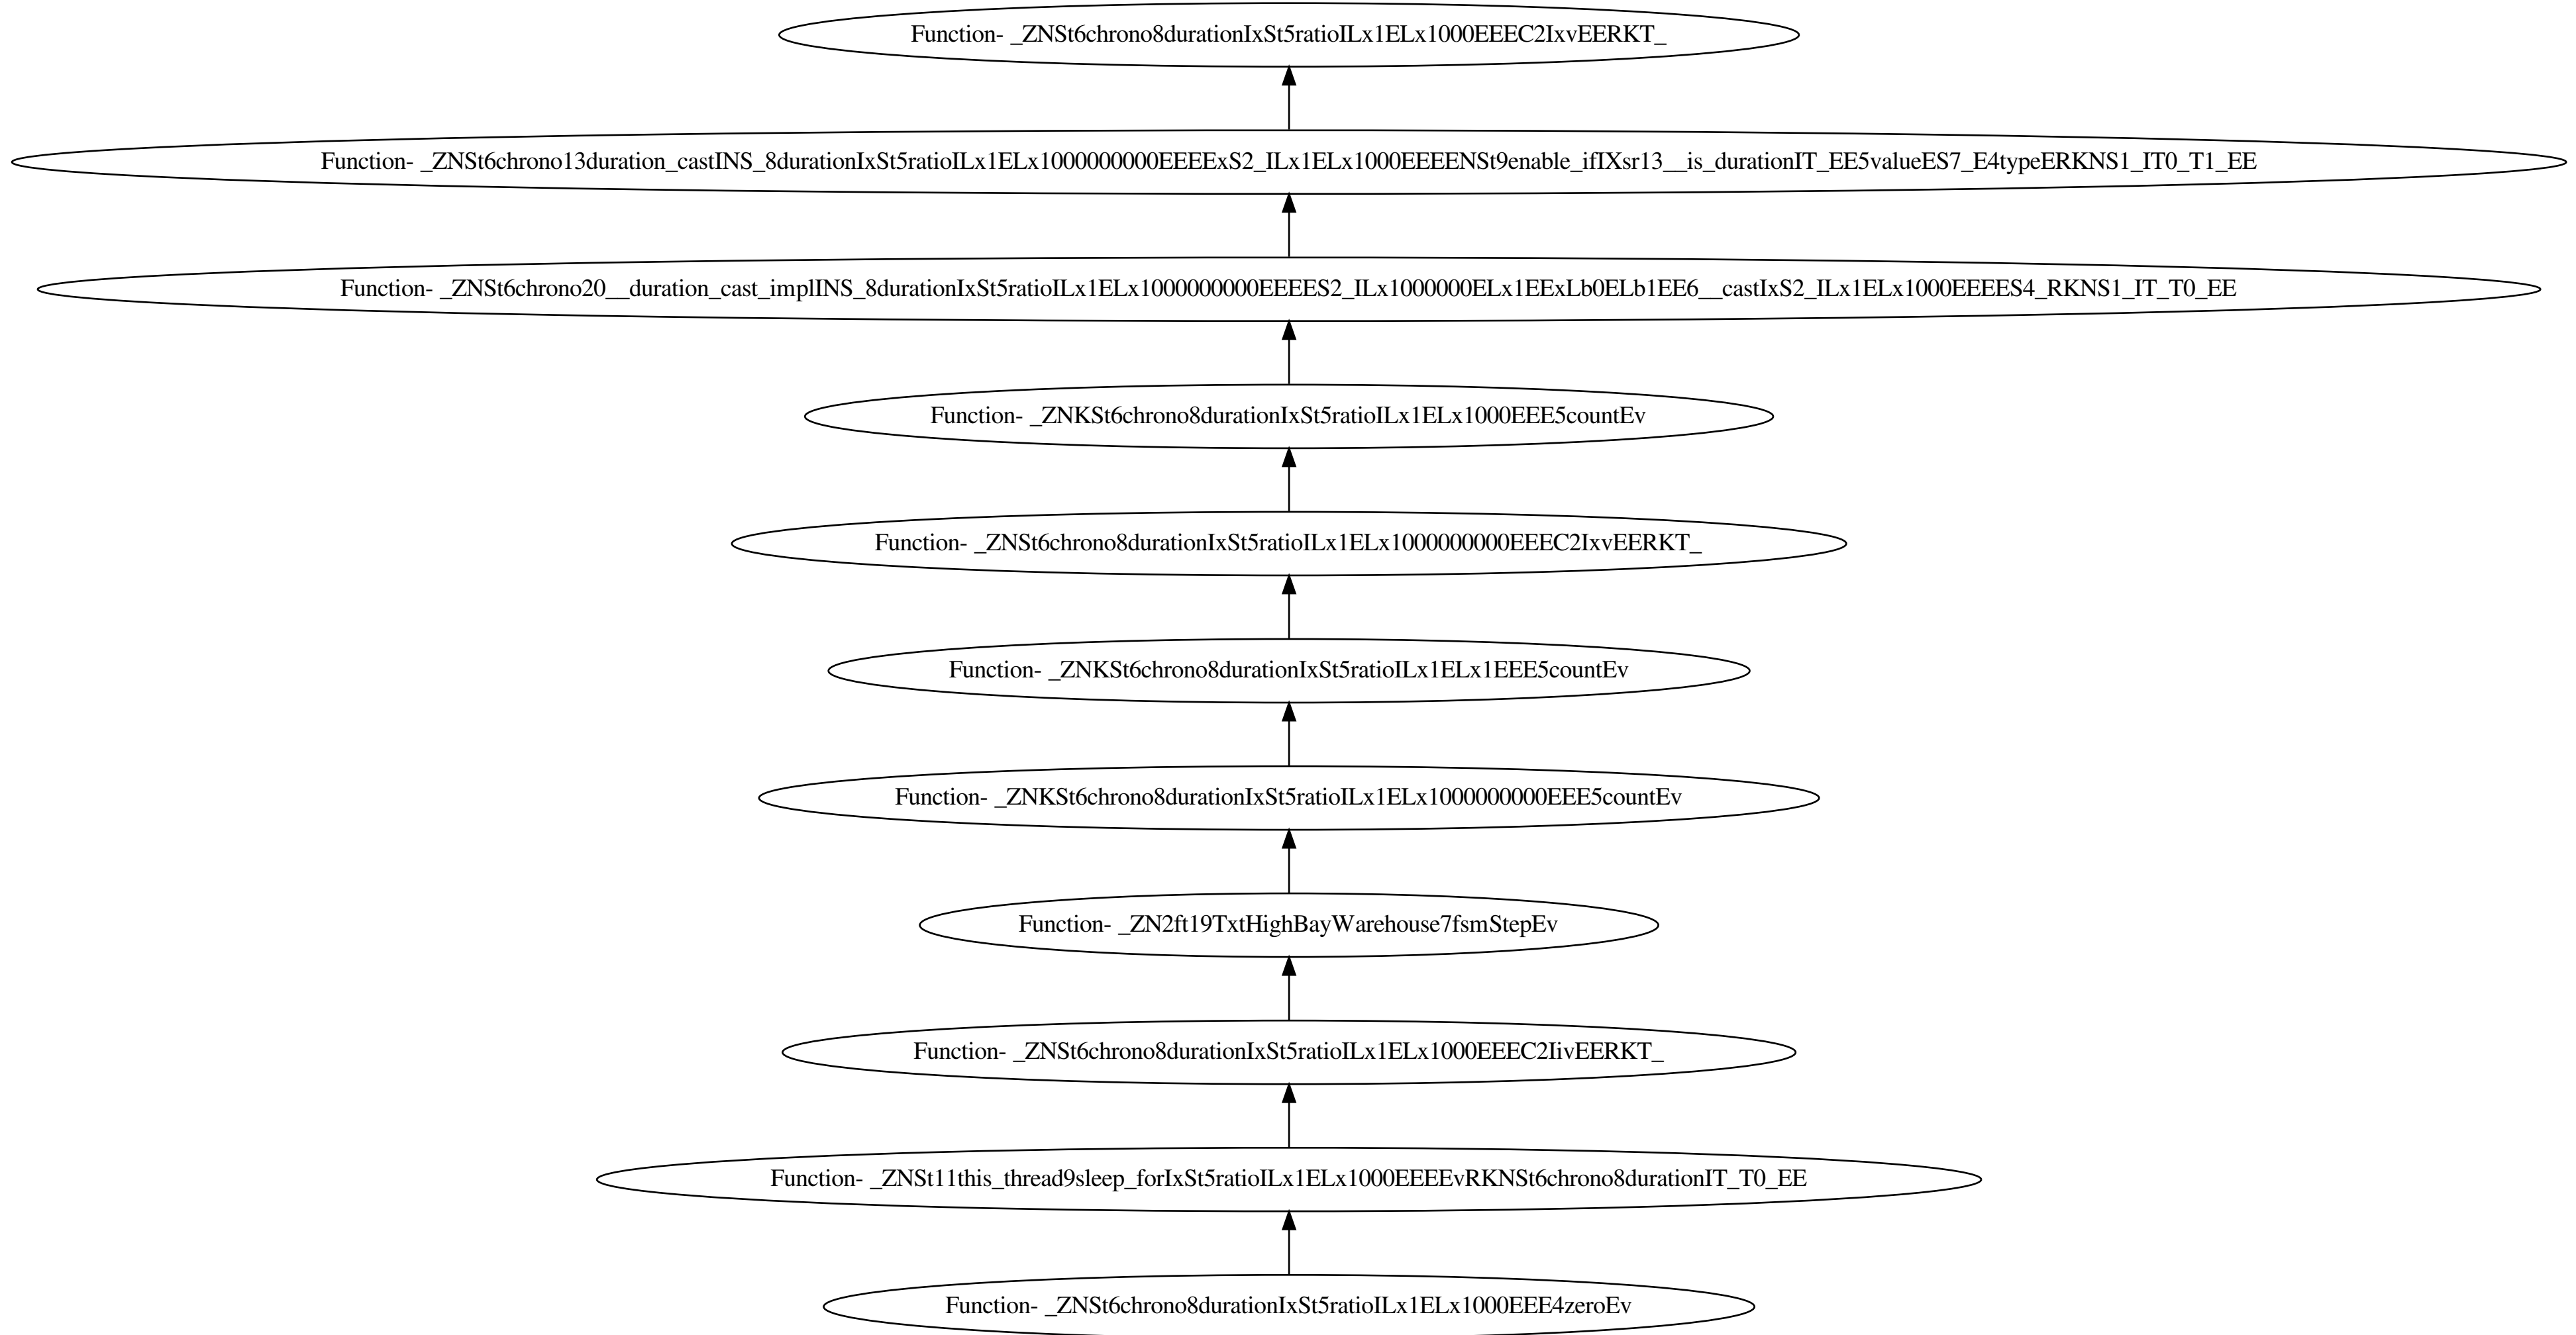 Function- _ZNSt6chrono8durationIxSt5ratioILx1ELx1000EEEC2IxvEERKT_
Function- _ZNSt6chrono13duration_castINS_8durationIxSt5ratioILx1ELx1000000000EEEExS2_ILx1ELx1000EEEENSt9enable_ifIXsr13__is_durationIT_EE5valueES7_E4typeERKNS1_IT0_T1_EE
Function- _ZNSt6chrono20__duration_cast_implINS_8durationIxSt5ratioILx1ELx1000000000EEEES2_ILx1000000ELx1EExLb0ELb1EE6__castIxS2_ILx1ELx1000EEEES4_RKNS1_IT_T0_EE
Function- _ZNKSt6chrono8durationIxSt5ratioILx1ELx1000EEE5countEv
Function- _ZNSt6chrono8durationIxSt5ratioILx1ELx1000000000EEEC2IxvEERKT_
Function- _ZNKSt6chrono8durationIxSt5ratioILx1ELx1EEE5countEv
Function- _ZNKSt6chrono8durationIxSt5ratioILx1ELx1000000000EEE5countEv
Function- _ZN2ft19TxtHighBayWarehouse7fsmStepEv
Function- _ZNSt6chrono8durationIxSt5ratioILx1ELx1000EEEC2IivEERKT_
Function- _ZNSt11this_thread9sleep_forIxSt5ratioILx1ELx1000EEEEvRKNSt6chrono8durationIT_T0_EE
Function- _ZNSt6chrono8durationIxSt5ratioILx1ELx1000EEE4zeroEv